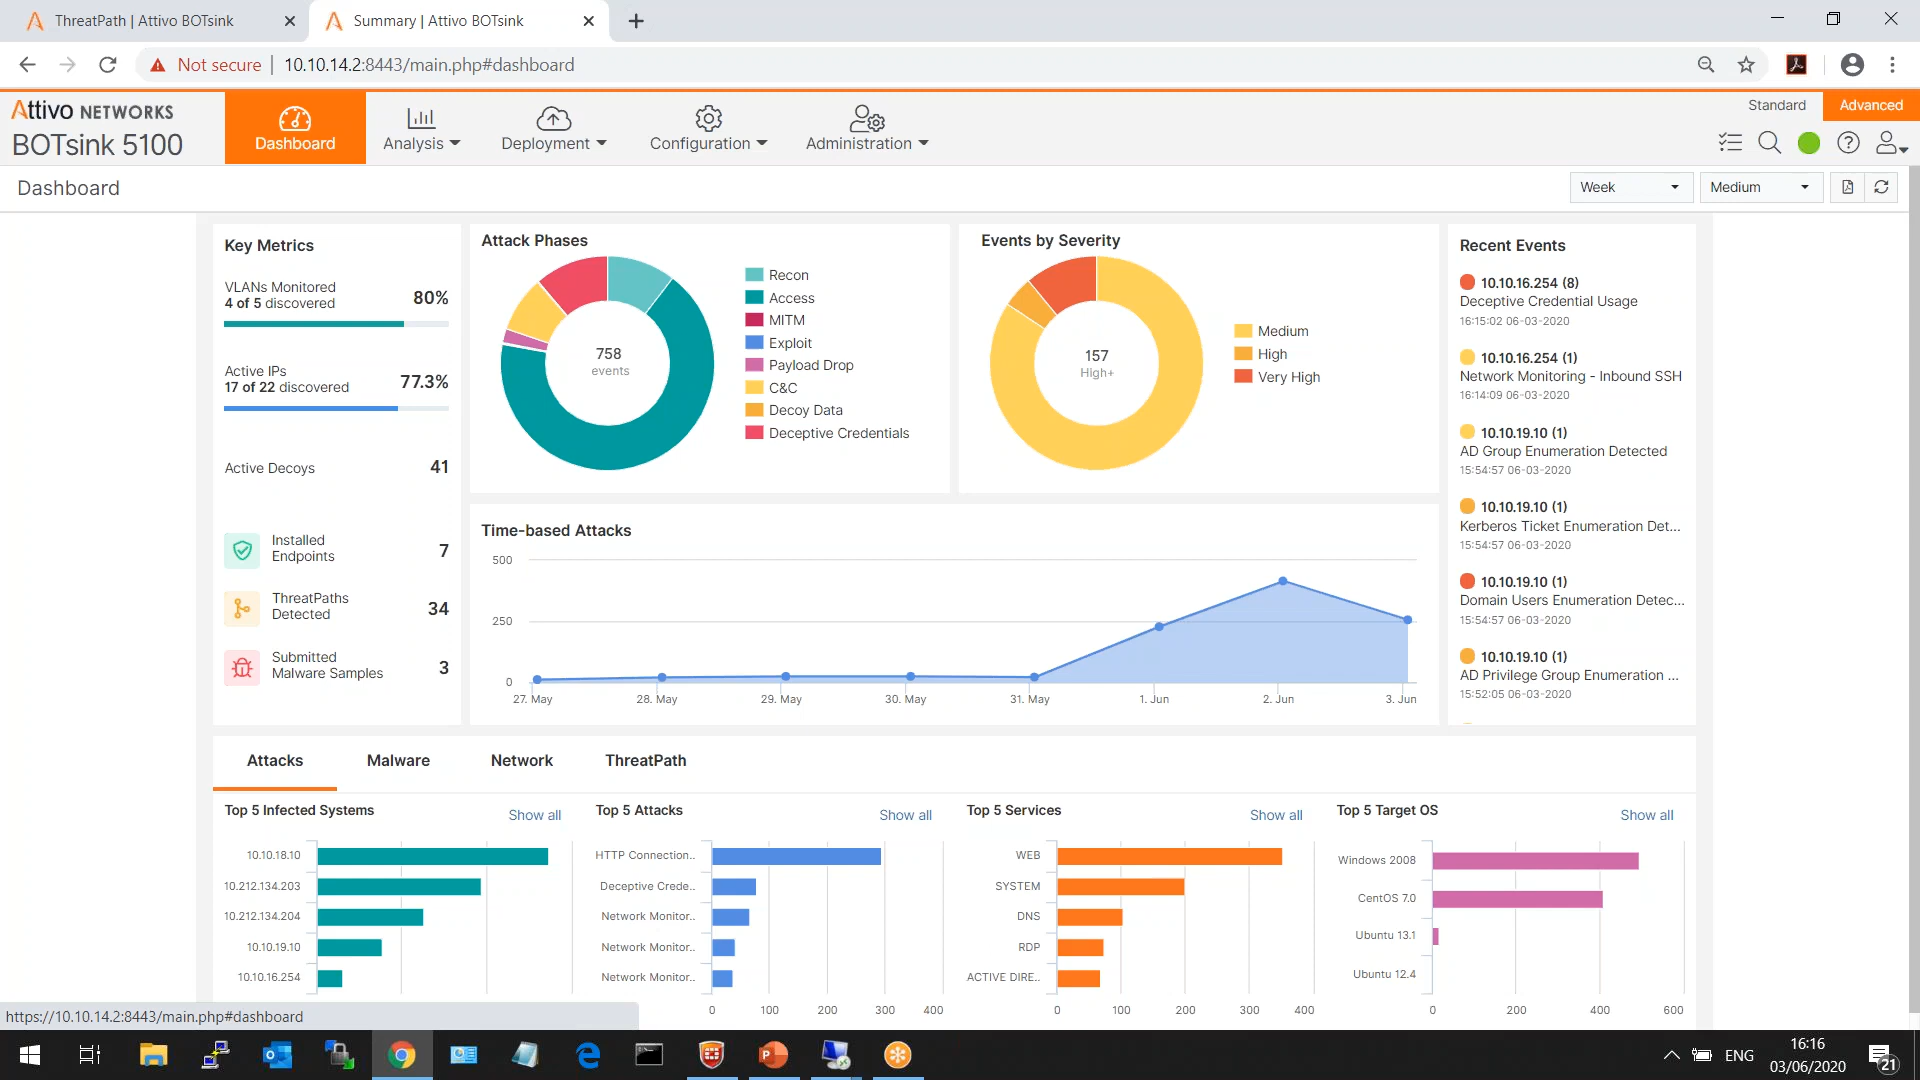 ThreatPath | Attivo BOTsink
Summary | Attivo BOTsink
Not secure
10.10.14.2:8443/main.php#dashboard
Attivo NETWORKS
BOTsink 5100
Dashboard
Analysis
Deployment
Configuration
Administration
Standard
Advanced
Dashboard
Week
Medium
Key Metrics
VLANs Monitored
4 of 5 discovered
80%
Active IPs
17 of 22 discovered
77.3%
Active Decoys
41
Installed
Endpoints
7
ThreatPaths
Detected
34
Submitted
Malware Samples
3
Attack Phases
758
events
Recon
Access
MITM
Exploit
Payload Drop
C&C
Decoy Data
Deceptive Credentials
Events by Severity
157
High+
Medium
High
Very High
Time-based Attacks
500
250
0
27. May
28. May
29. May
30. May
31. May
1. Jun
2. Jun
3. Jun
Recent Events
10.10.16.254 (8)
Deceptive Credential Usage
16:15:02 06-03-2020
10.10.16.254 (1)
Network Monitoring - Inbound SSH
16:14:09 06-03-2020
10.10.19.10 (1)
AD Group Enumeration Detected
15:54:57 06-03-2020
10.10.19.10 (1)
Kerberos Ticket Enumeration Det...
15:54:57 06-03-2020
10.10.19.10 (1)
Domain Users Enumeration Detec...
15:54:57 06-03-2020
10.10.19.10 (1)
AD Privilege Group Enumeration ...
15:52:05 06-03-2020
Attacks
Malware
Network
ThreatPath
Top 5 Infected Systems
Show all
10.10.18.10
10.212.134.203
10.212.134.204
10.10.19.10
10.10.16.254
Top 5 Attacks
Show all
HTTP Connection..
Deceptive Crede..
Network Monitor..
Network Monitor..
Network Monitor..
0
100
200
300
400
Top 5 Services
Show all
WEB
SYSTEM
DNS
RDP
ACTIVE DIRE..
0
100
200
300
400
Top 5 Target OS
Show all
Windows 2008
CentOS 7.0
Ubuntu 13.1
Ubuntu 12.4
0
200
400
600
https://10.10.14.2:8443/main.php#dashboard
ENG
16:16
03/06/2020
21